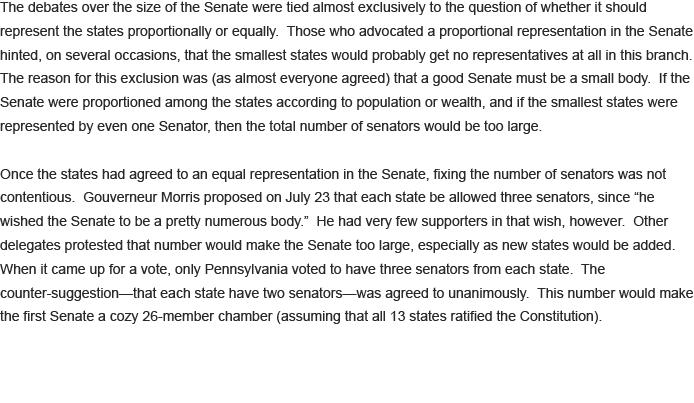 The debates over the size of the Senate were tied almost exclusively to the question of whether it should
represent the states proportionally or equally.  Those who advocated a proportional representation in the Senate
hinted, on several occasions, that the smallest states would probably get no representatives at all in this branch.
The reason for this exclusion was (as almost everyone agreed) that a good Senate must be a small body.  If the
Senate were proportioned among the states according to population or wealth, and if the smallest states were
represented by even one Senator, then the total number of senators would be too large.

Once the states had agreed to an equal representation in the Senate, fixing the number of senators was not
contentious.  Gouverneur Morris proposed on July 23 that each state be allowed three senators, since “he
wished the Senate to be a pretty numerous body.”  He had very few supporters in that wish, however.  Other
delegates protested that number would make the Senate too large, especially as new states would be added.
When it came up for a vote, only Pennsylvania voted to have three senators from each state.  The
counter-suggestion—that each state have two senators—was agreed to unanimously.  This number would make
the first Senate a cozy 26-member chamber (assuming that all 13 states ratified the Constitution).